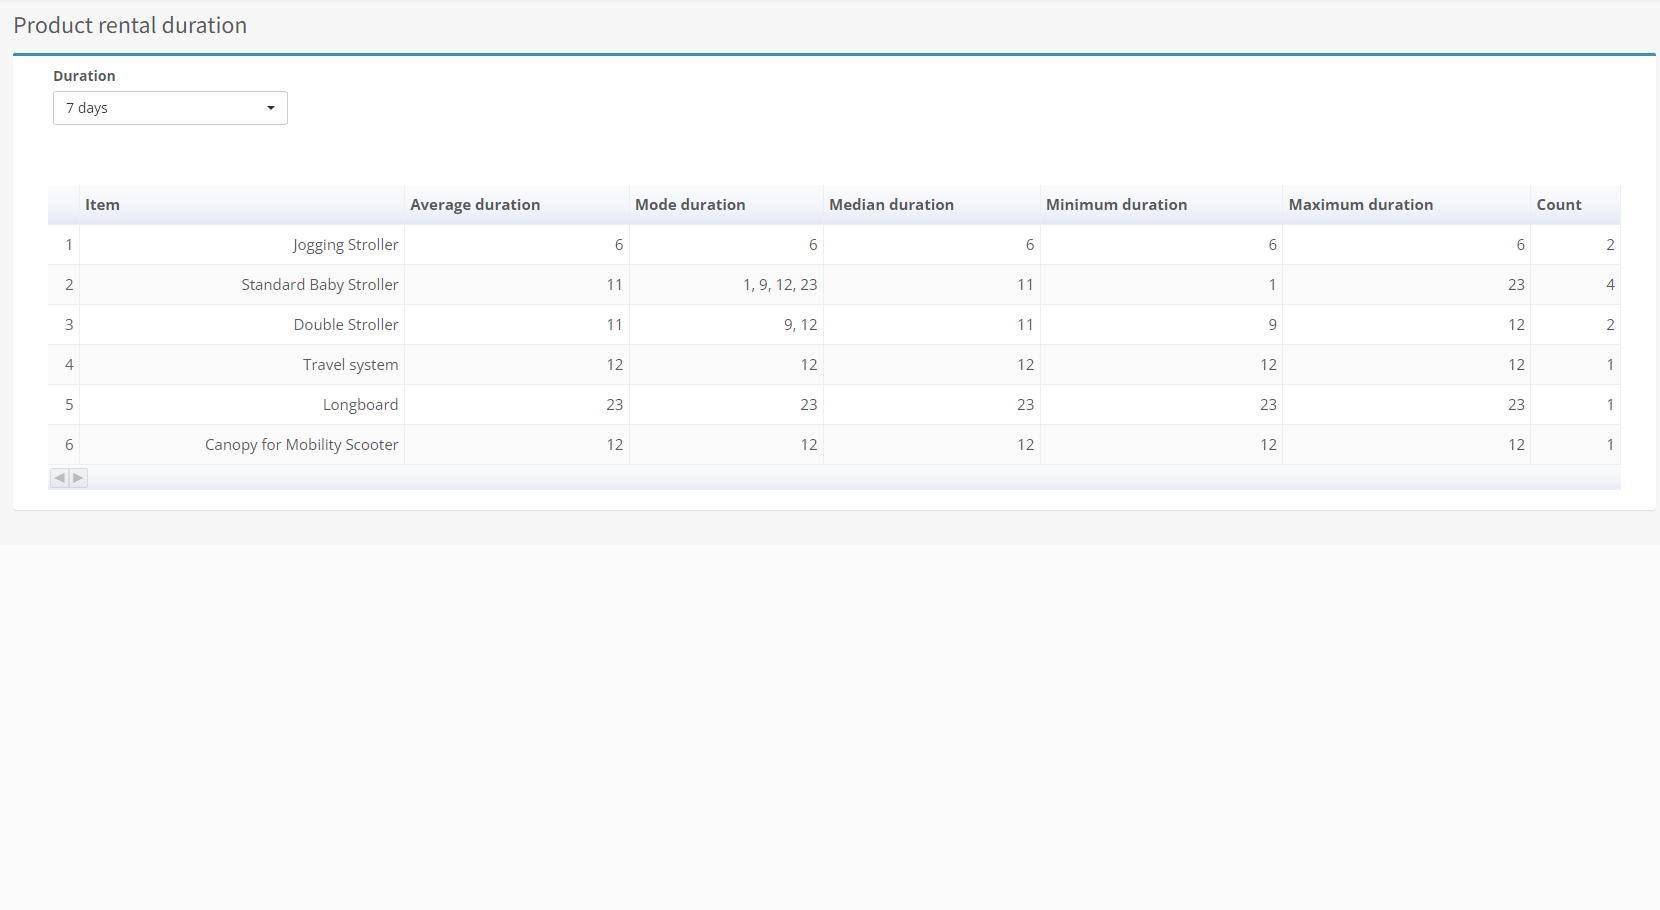 Product rental duration
Duration
7 days
Item Average duration Mode duration Median duration Minimum duration Maximum duration Count
1 Jogging Stroller 6 6 6 6 6 2
2 Standard Baby Stroller 11 1, 9, 12, 23 11 1 23 4
3 Double Stroller 11 9, 12 11 9 12 2
4 Travel system 12 12 12 12 12 1
5 Longboard 23 23 23 23 23 1
6 Canopy for Mobility Scooter 12 12 12 12 12 1